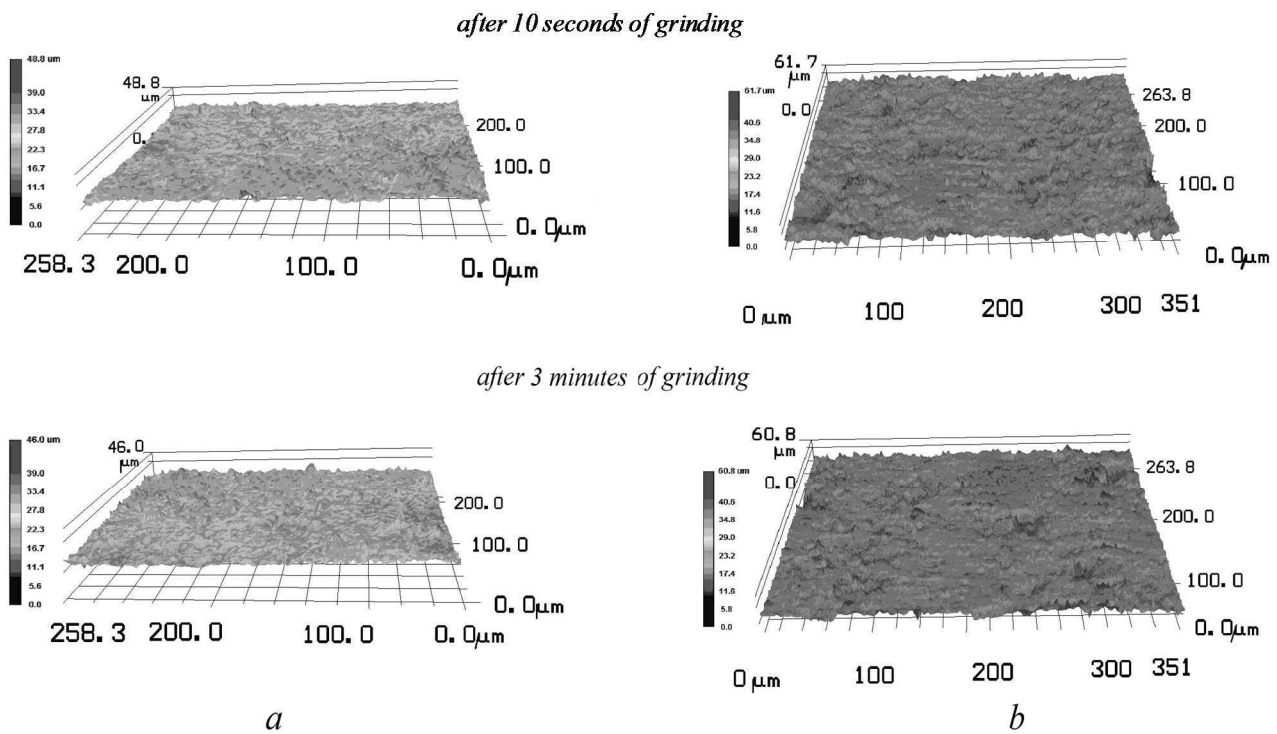 after 10 seconds of grinding
48.8 um
39.0
33.4
27.8
22.3
16.7
11.1
5.6
0.0
48.8
μm
0.
200.0
100.0
0.0μm
258.3 200.0 100.0 0.0μm
61.7 um
40.6
34.8
29.0
23.2
17.4
11.6
0.0
61.7
μm
0.0
263.8
200.0
100.0
0.0μm
0 μm 100 200 300 351
after 3 minutes of grinding
46.0 um
39.0
33.4
27.8
22.3
16.7
11.1
5.6
0.0
46.0
μm
200.0
100.0
0.0μm
258.3 200.0 100.0 0.0μm
60.8 um
40.6
34.8
29.0
23.2
17.4
11.6
5.8
0.0
60.8
μm
0.0
263.8
200.0
100.0
0.0μm
0 μm 100 200 300 351
a b